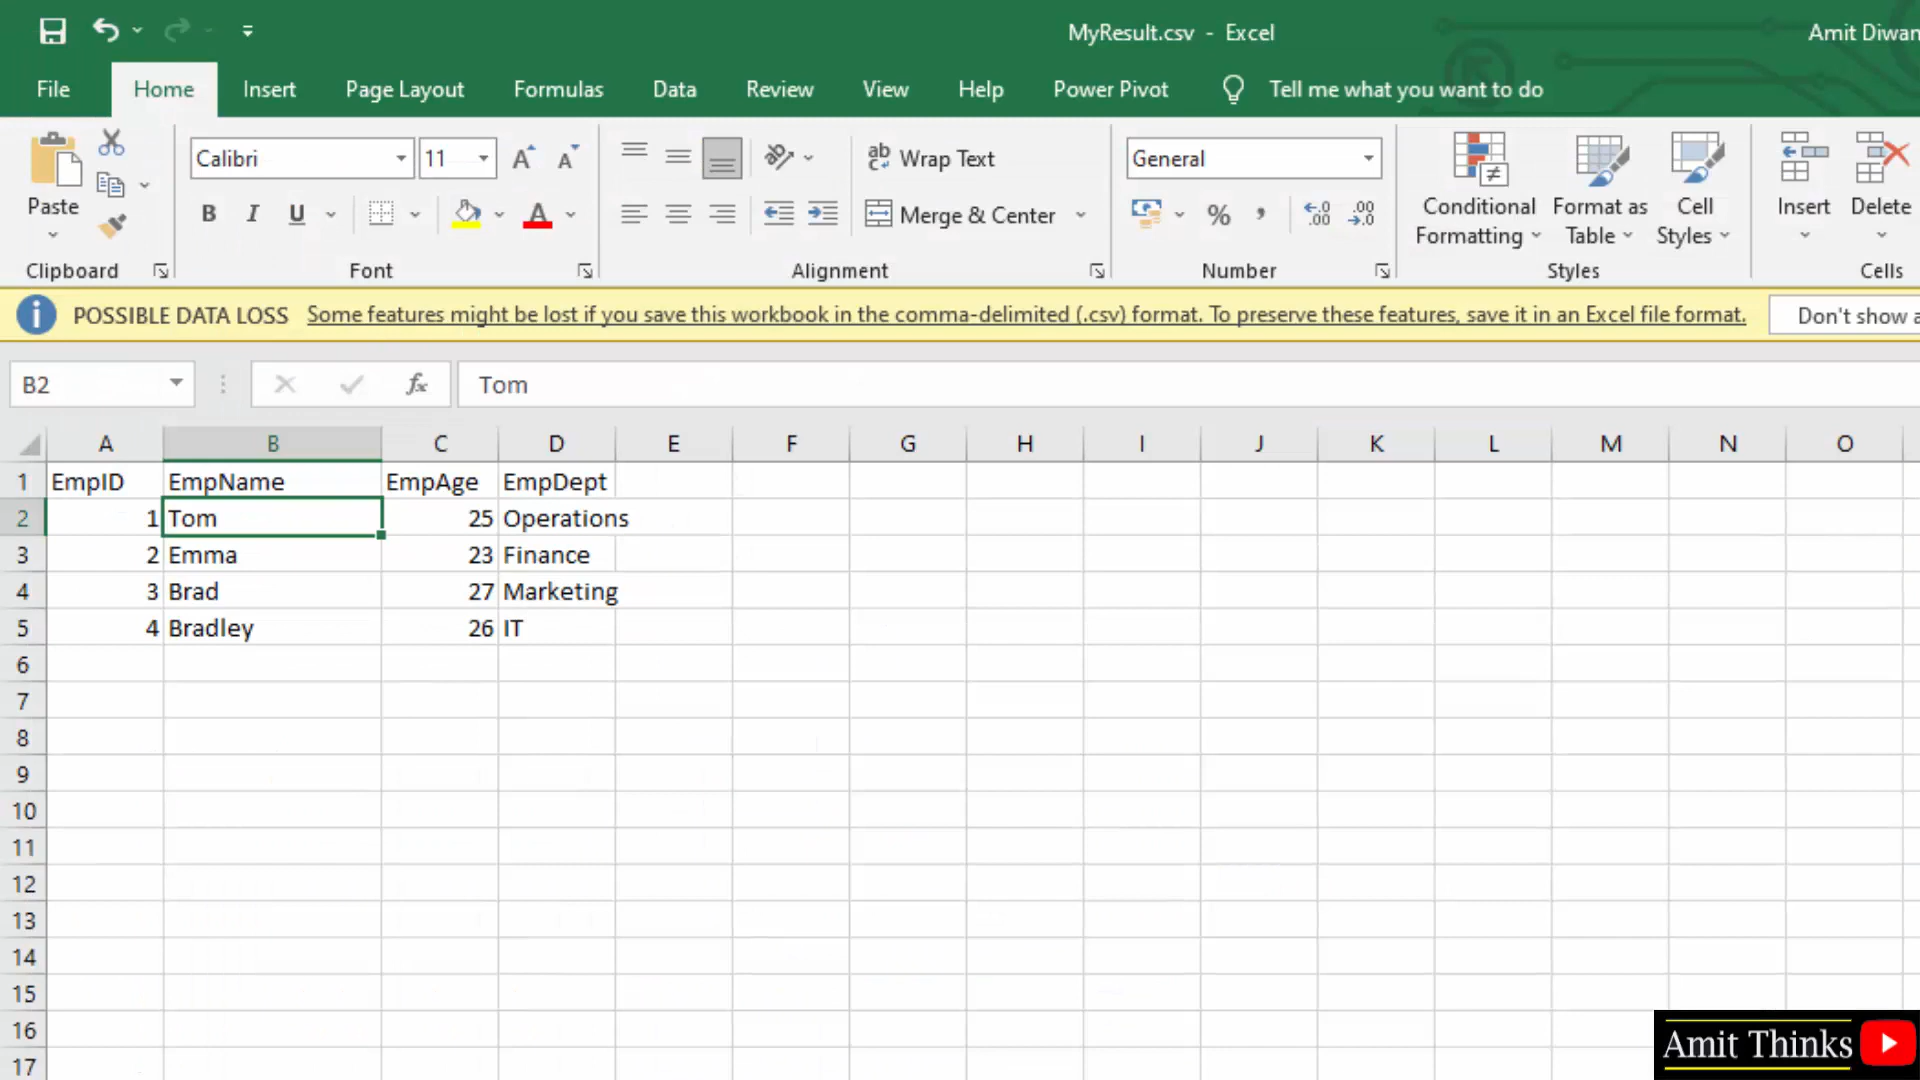 MyResult.csv - Excel
Amit Diwan
File Home Insert Page Layout Formulas Data Review View Help Power Pivot Tell me what you want to do
Paste
Clipboard
Calibri 11
B I U A
Font
ab Wrap Text
Merge & Center
Alignment
General
% , .00 .0
Number
Conditional Formatting
Format as Table
Cell Styles
Styles
Insert Delete
Cells
POSSIBLE DATA LOSS Some features might be lost if you save this workbook in the comma-delimited (.csv) format. To preserve these features, save it in an Excel file format. Don't show a
B2 fx Tom
A B C D E F G H I J K L M N O
1 EmpID EmpName EmpAge EmpDept
2 1 Tom 25 Operations
3 2 Emma 23 Finance
4 3 Brad 27 Marketing
5 4 Bradley 26 IT
6
7
8
9
10
11
12
13
14
15
16
17
Amit Thinks